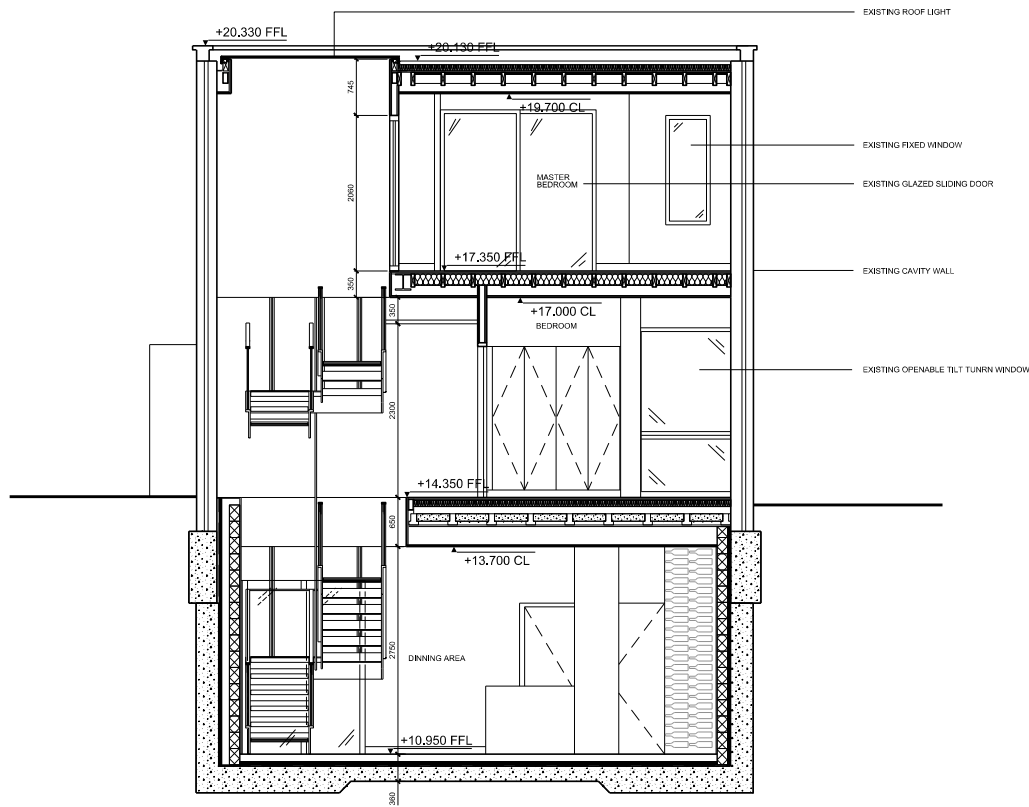 EXISTING ROOF LIGHT
+20.330 FFL
+20.130 FFL
745
+19.700 CL
EXISTING FIXED WINDOW
MASTER
BEDROOM
EXISTING GLAZED SLIDING DOOR
2060
+17.350 FFL
EXISTING CAVITY WALL
350
350
+17.000 CL
BEDROOM
EXISTING OPENABLE TILT TUNRN WINDOW
2300
+14.350 FFL
650
+13.700 CL
2750
DINNING AREA
+10.950 FFL
360